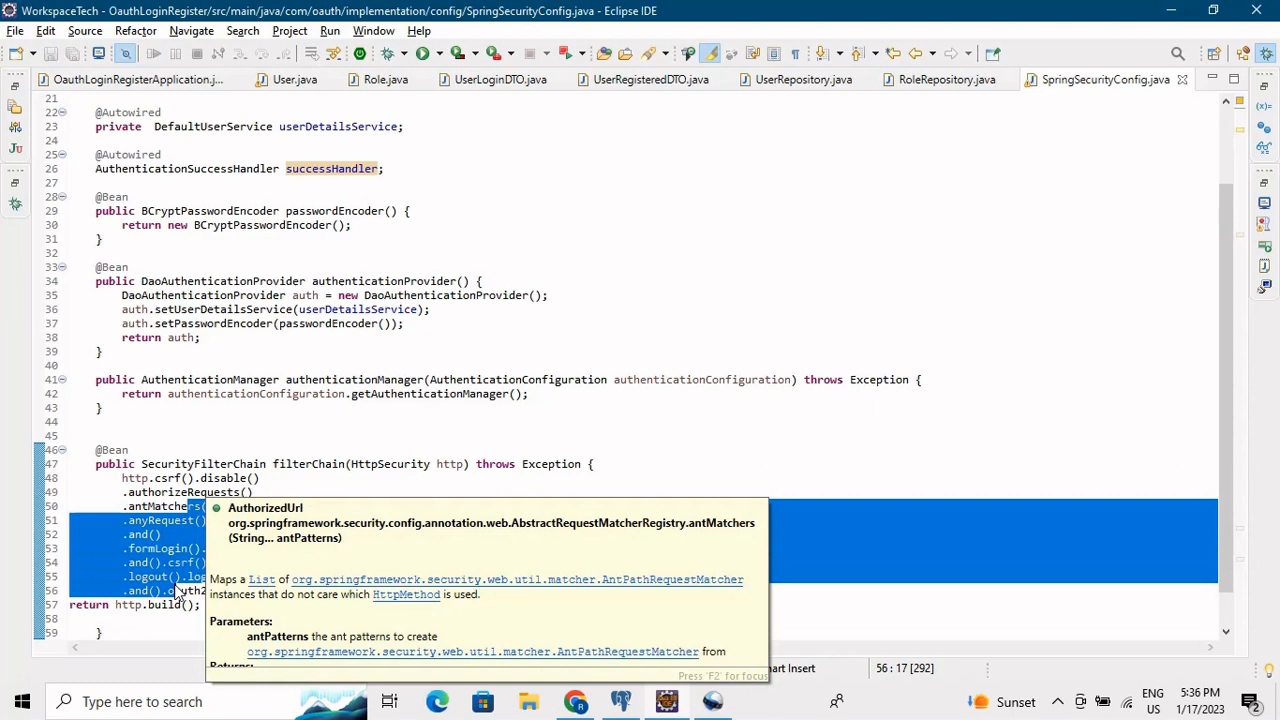 WorkspaceTech - OauthLoginRegister/src/main/java/com/oauth/implementation/config/SpringSecurityConfig.java - Eclipse IDE
File Edit Source Refactor Navigate Search Project Run Window Help
OauthLoginRegisterApplication.j... User.java Role.java UserLoginDTO.java UserRegisteredDTO.java UserRepository.java RoleRepository.java SpringSecurityConfig.java
21
22 @Autowired
23 private DefaultUserService userDetailsService;
24
25 @Autowired
26 AuthenticationSuccessHandler successHandler;
27
28 @Bean
29 public BCryptPasswordEncoder passwordEncoder() {
30 return new BCryptPasswordEncoder();
31 }
32
33 @Bean
34 public DaoAuthenticationProvider authenticationProvider() {
35 DaoAuthenticationProvider auth = new DaoAuthenticationProvider();
36 auth.setUserDetailsService(userDetailsService);
37 auth.setPasswordEncoder(passwordEncoder());
38 return auth;
39 }
40
41 public AuthenticationManager authenticationManager(AuthenticationConfiguration authenticationConfiguration) throws Exception {
42 return authenticationConfiguration.getAuthenticationManager();
43 }
44
45
46 @Bean
47 public SecurityFilterChain filterChain(HttpSecurity http) throws Exception {
48 http.csrf().disable()
49 .authorizeRequests()
50 .antMatchers(
51 .anyRequest()
52 .and()
53 .formLogin().
54 .and().csrf()
55 .logout().log
56 .and().oauth2
57 return http.build();
58
59 }
AuthorizedUrl
org.springframework.security.config.annotation.web.AbstractRequestMatcherRegistry.antMatchers
(String... antPatterns)
Maps a List of org.springframework.security.web.util.matcher.AntPathRequestMatcher
instances that do not care which HttpMethod is used.
Parameters:
antPatterns the ant patterns to create
org.springframework.security.web.util.matcher.AntPathRequestMatcher from
Returns:
Press 'F2' for focus
art Insert 56 : 17 [292]
Type here to search
Sunset
ENG
US
5:36 PM
1/17/2023
2